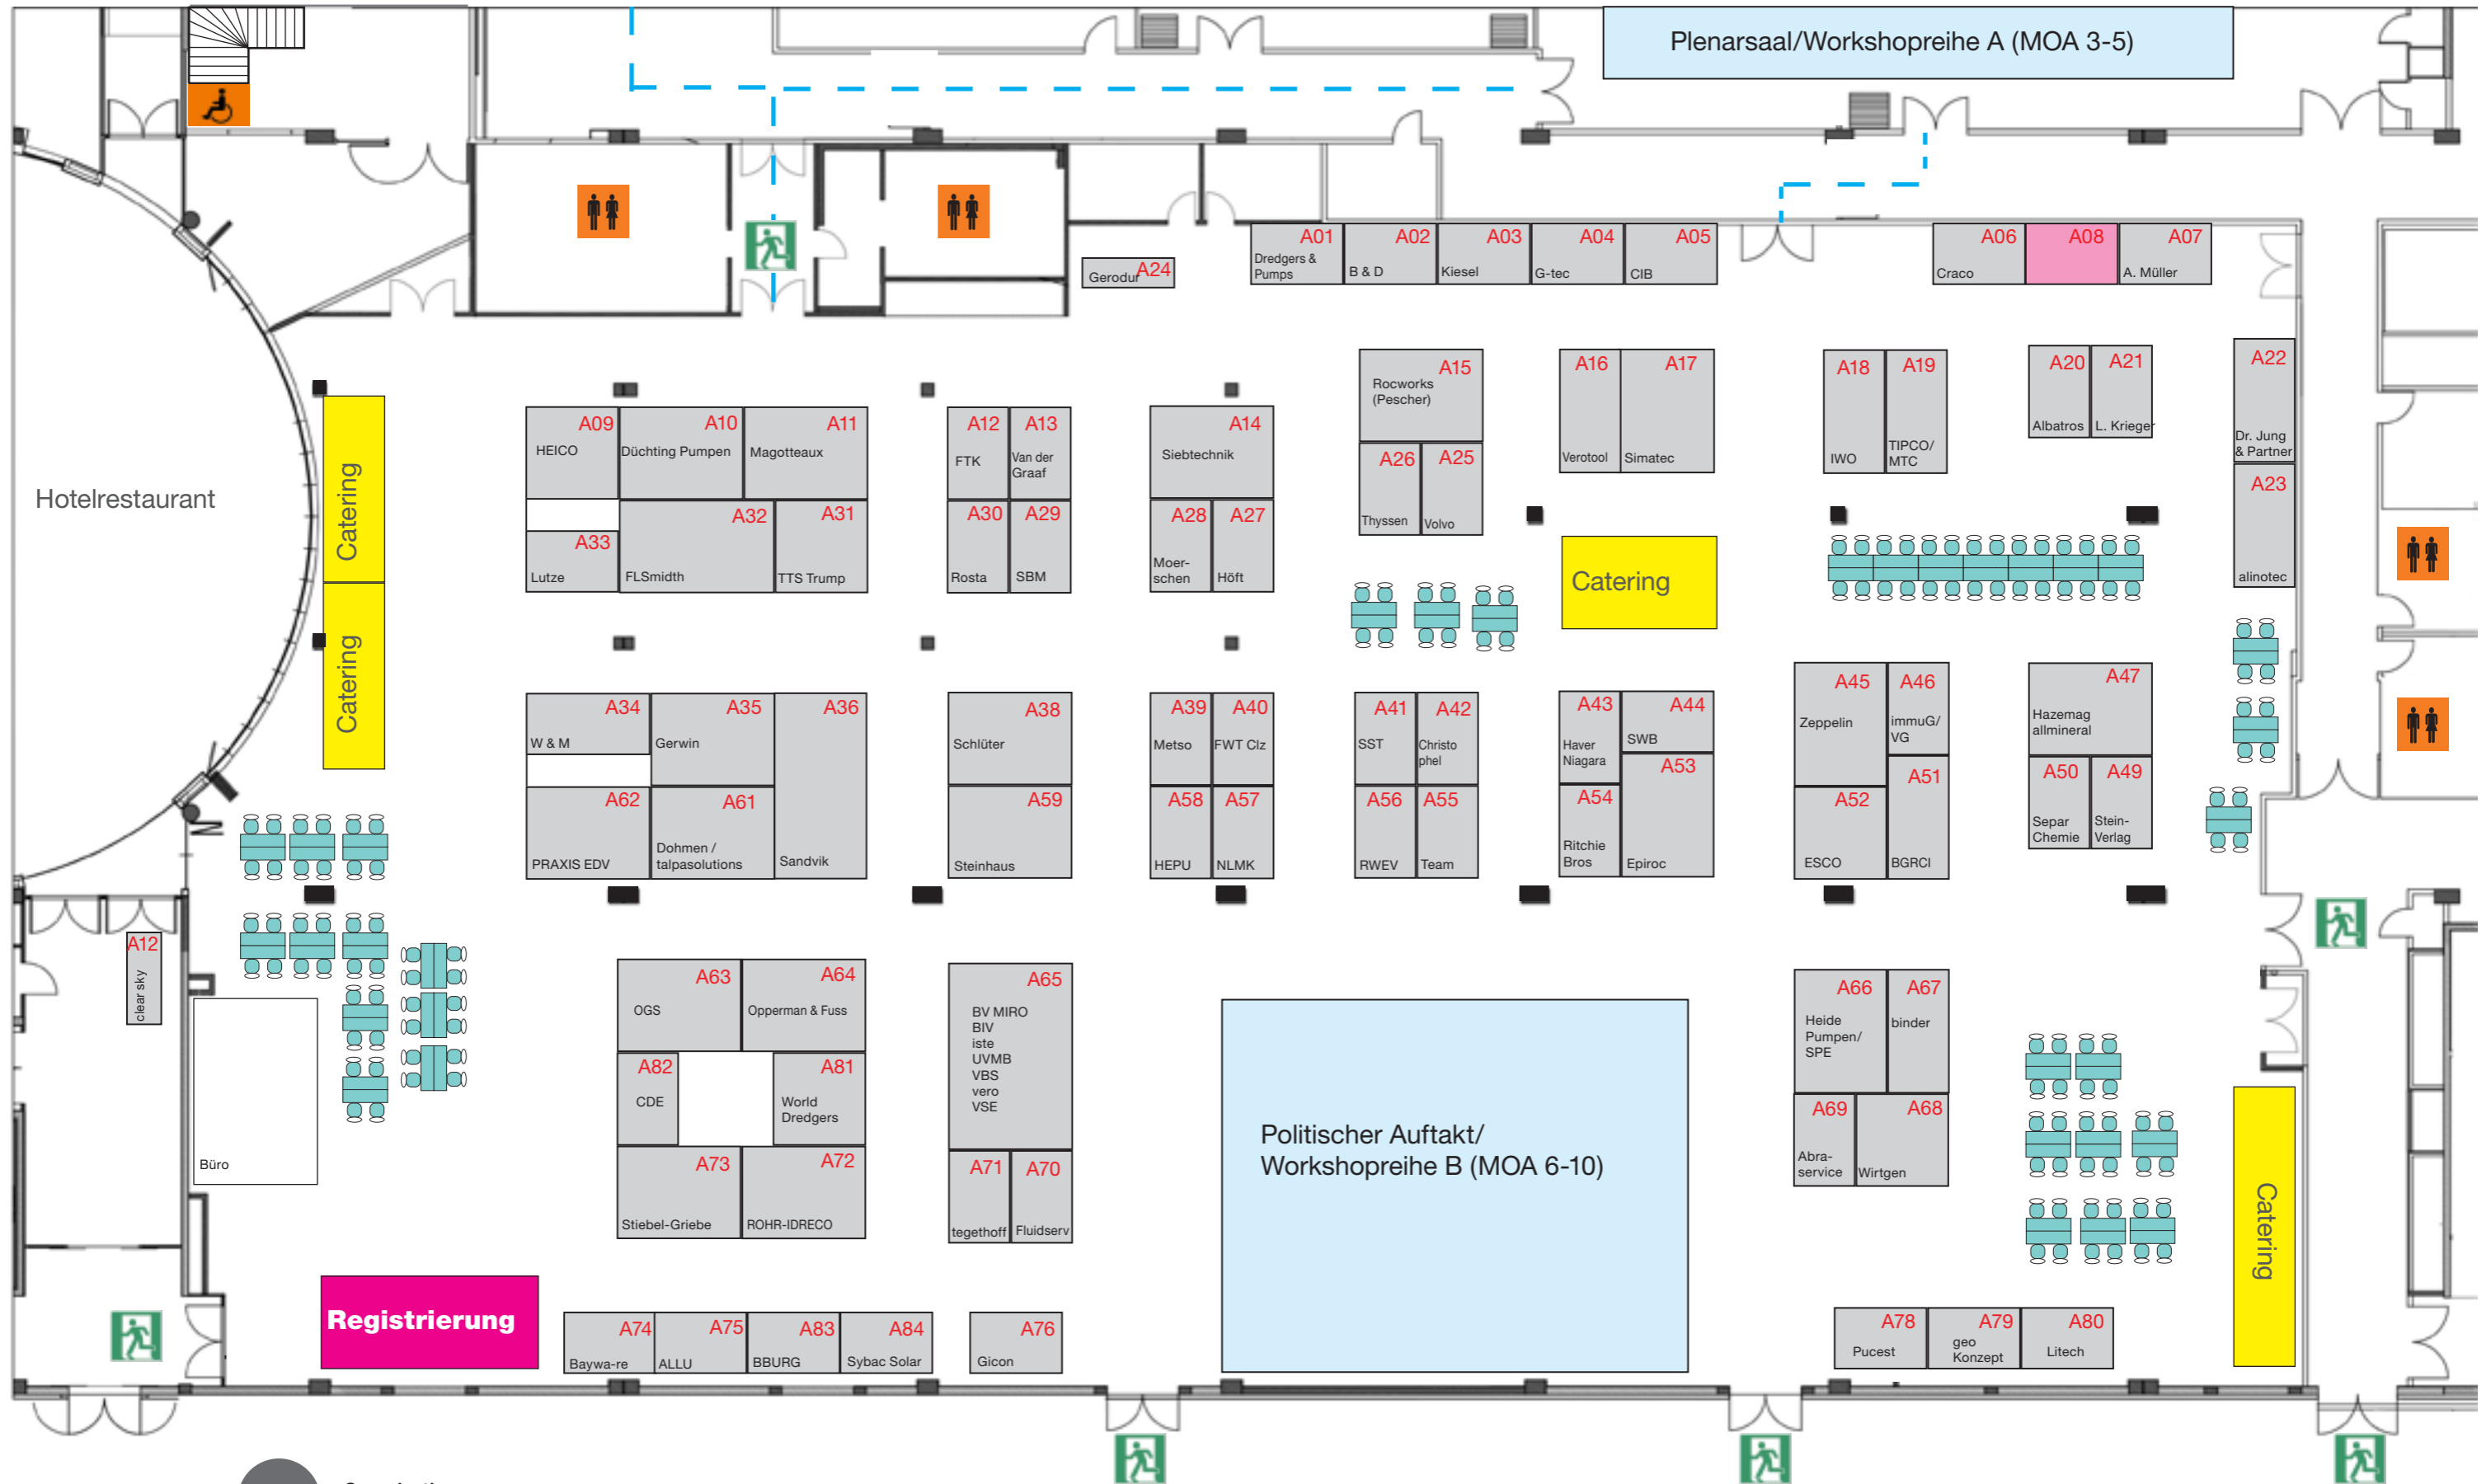 Plenarsaal/Workshopreihe A (MOA 3-5)
A01
Dredgers &
Pumps
A02
B & D
A03
Kiesel
A04
G-tec
A05
CIB
A06
Craco
A08
A07
A. Müller
Gerodur
A24
Hotelrestaurant
Catering
Catering
A09
HEICO
A10
Düchting Pumpen
A11
Magotteaux
A12
FTK
A13
Van der
Graaf
A14
Siebtechnik
A15
Rocworks
(Pescher)
A16
Verotool
A17
Simatec
A18
IWO
A19
TIPCO/
MTC
A20
Albatros
A21
L. Krieger
A22
Dr. Jung
& Partner
A23
alinotec
A33
Lutze
A32
FLSmidth
A31
TTS Trump
A30
Rosta
A29
SBM
A28
Moer-
schen
A27
Höft
A26
Thyssen
A25
Volvo
Catering
A34
W & M
A35
Gerwin
A36
Sandvik
A38
Schlüter
A39
Metso
A40
FWT Clz
A41
SST
A42
Christo
phel
A43
Haver
Niagara
A44
SWB
A45
Zeppelin
A46
immuG/
VG
A47
Hazemag
allmineral
A62
PRAXIS EDV
A61
Dohmen /
talpasolutions
A59
Steinhaus
A58
HEPU
A57
NLMK
A56
RWEV
A55
Team
A54
Ritchie
Bros
A53
Epiroc
A52
ESCO
A51
BGRCI
A50
Separ
Chemie
A49
Stein-
Verlag
A12
clear sky
Büro
A63
OGS
A64
Opperman & Fuss
A65
BV MIRO
BIV
iste
UVMB
VBS
vero
VSE
A66
Heide
Pumpen/
SPE
A67
binder
A82
CDE
A81
World
Dredgers
A73
Stiebel-Griebe
A72
ROHR-IDRECO
A71
tegethoff
A70
Fluidserv
Politischer Auftakt/
Workshopreihe B (MOA 6-10)
A69
Abra-
service
A68
Wirtgen
Catering
Registrierung
A74
Baywa-re
A75
ALLU
A83
BBURG
A84
Sybac Solar
A76
Gicon
A78
Pucest
A79
geo
Konzept
A80
Litech